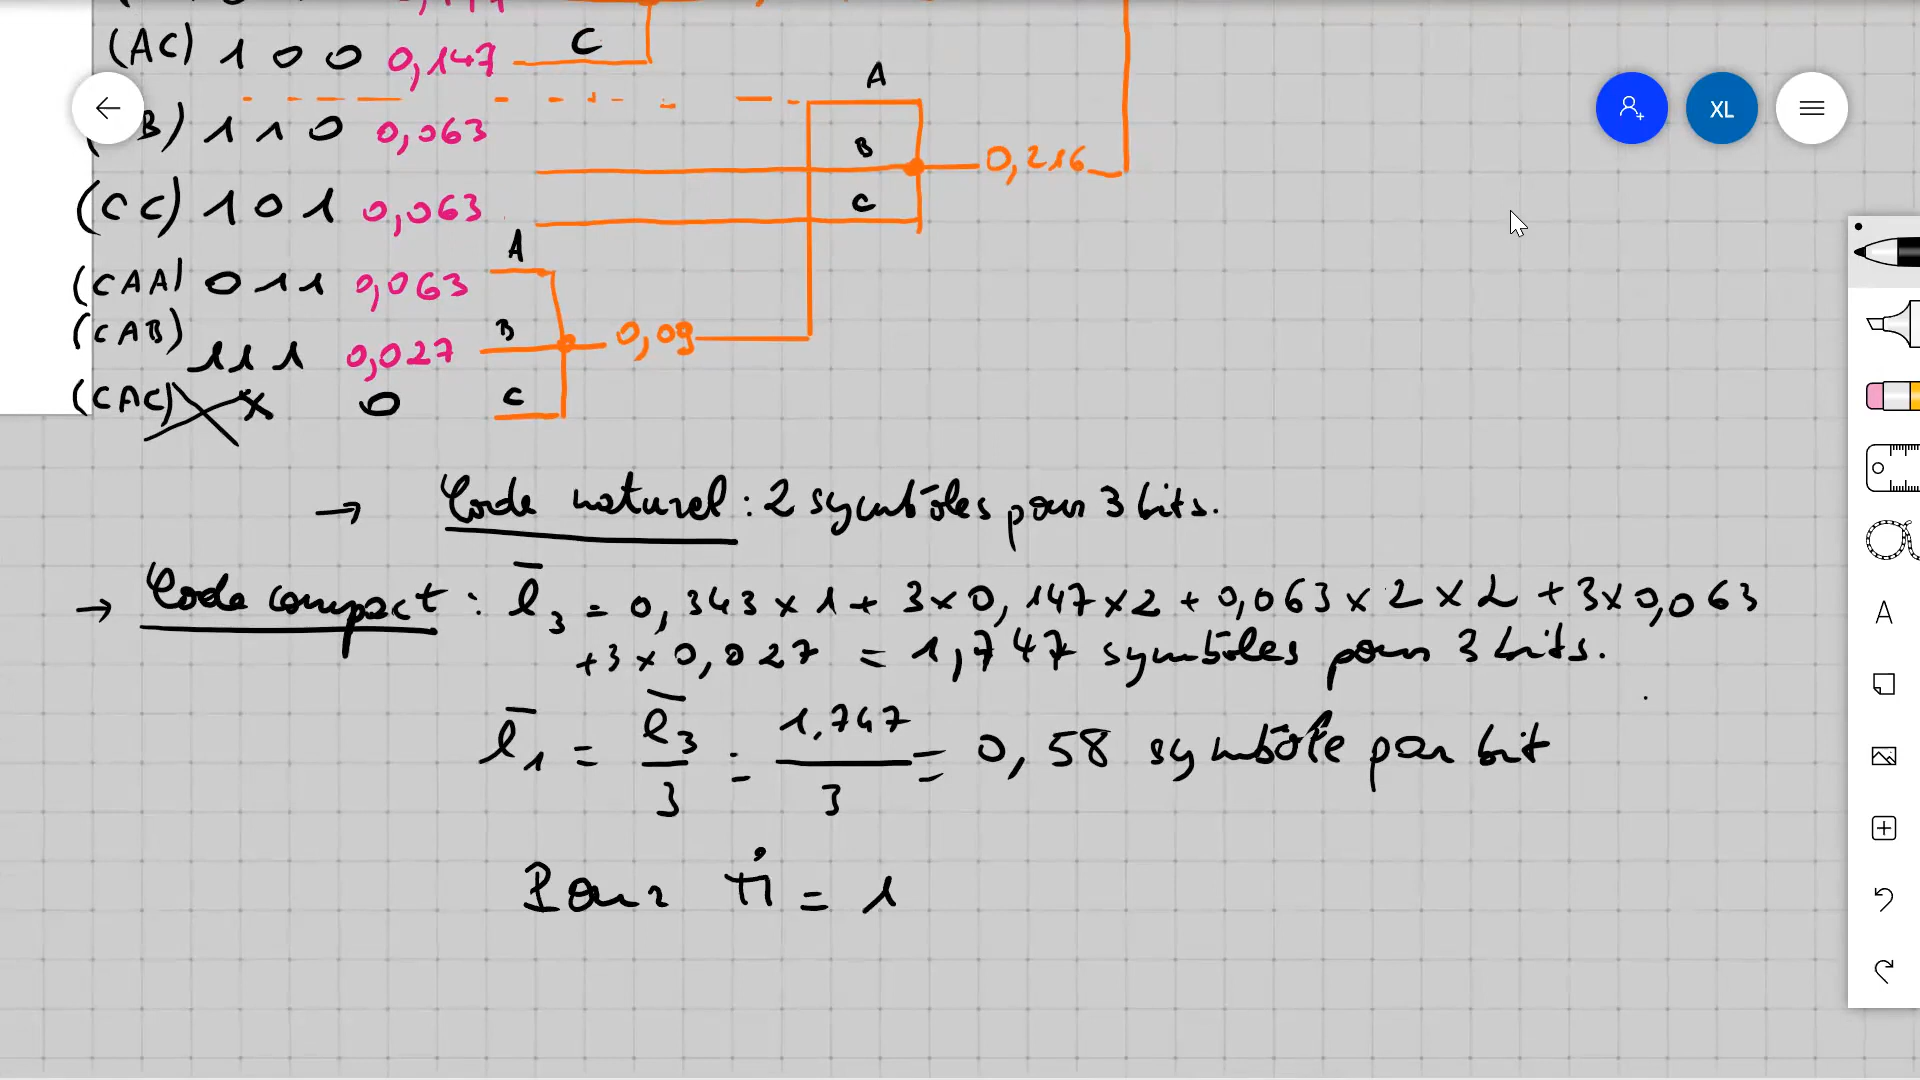 (AC) 1 0 0 0,147 C
A
B) 1 1 0 0,063 B 0,216
(CC) 1 0 1 0,063 C
A
(CAA) 0 1 1 0,063
(CAB) 1 1 1 0,027 B 0,09
(CAC) X 0 C
→ Code naturel : 2 symbôles pour 3 bits.
→ Code compact : l̅₃ = 0,343 x 1 + 3 x 0,147 x 2 + 0,063 x 2 x 2 + 3 x 0,063
+ 3 x 0,027 = 1,747 symbôles pour 3 bits.
l̅₁ = l̅₃/3 = 1,747/3 = 0,58 symbôle par bit
Pour = 1
XL
A